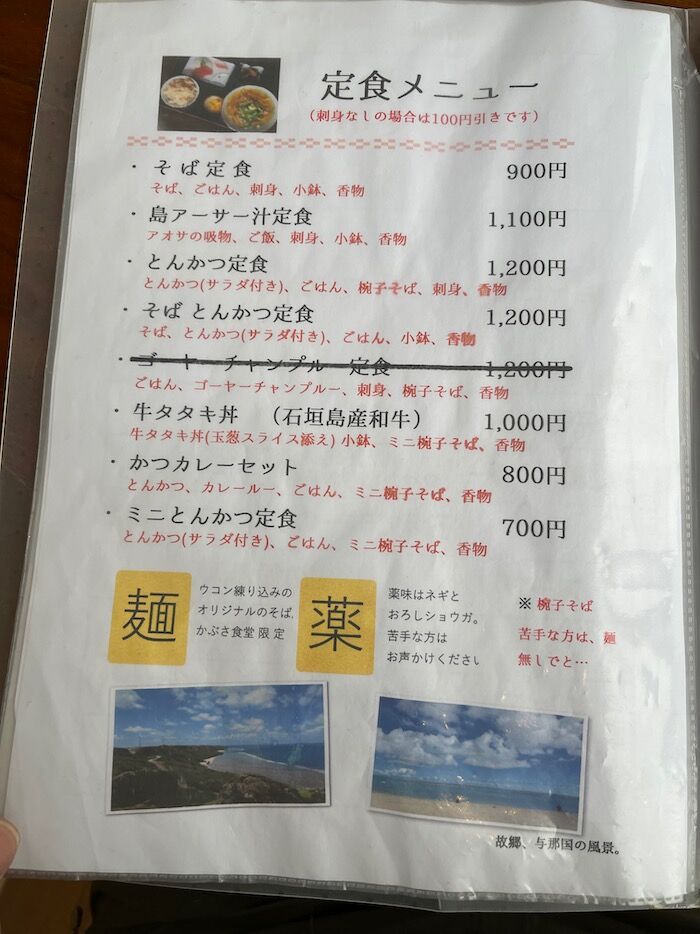 定食メニュー
（刺身なしの場合は100円引きです）
・そば定食 900円
そば、ごはん、刺身、小鉢、香物
・島アーサー汁定食 1,100円
アオサの吸物、ご飯、刺身、小鉢、香物
・とんかつ定食 1,200円
とんかつ(サラダ付き)、ごはん、椀子そば、刺身、香物
・そば とんかつ定食 1,200円
そば、とんかつ(サラダ付き)、ごはん、小鉢、香物
・ゴーヤーチャンプルー定食 1,200円
ごはん、ゴーヤーチャンプルー、刺身、椀子そば、香物
・牛タタキ丼 （石垣島産和牛） 1,000円
牛タタキ丼(玉葱スライス添え) 小鉢、ミニ椀子そば、香物
・かつカレーセット 800円
とんかつ、カレールー、ごはん、ミニ椀子そば、香物
・ミニとんかつ定食 700円
とんかつ(サラダ付き)、ごはん、ミニ椀子そば、香物
麺
ウコン練り込みの
オリジナルのそば。
かぶさ食堂 限定
薬
薬味はネギと
おろしショウガ。
苦手な方は
お声かけください
※ 椀子そば
苦手な方は、麺
無しでと…
故郷、与那国の風景。